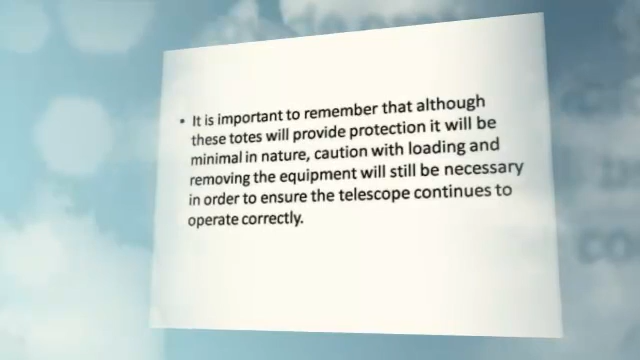 • It is important to remember that although
these totes will provide protection it will be
minimal in nature, caution with loading and
removing the equipment will still be necessary
in order to ensure the telescope continues to
operate correctly.